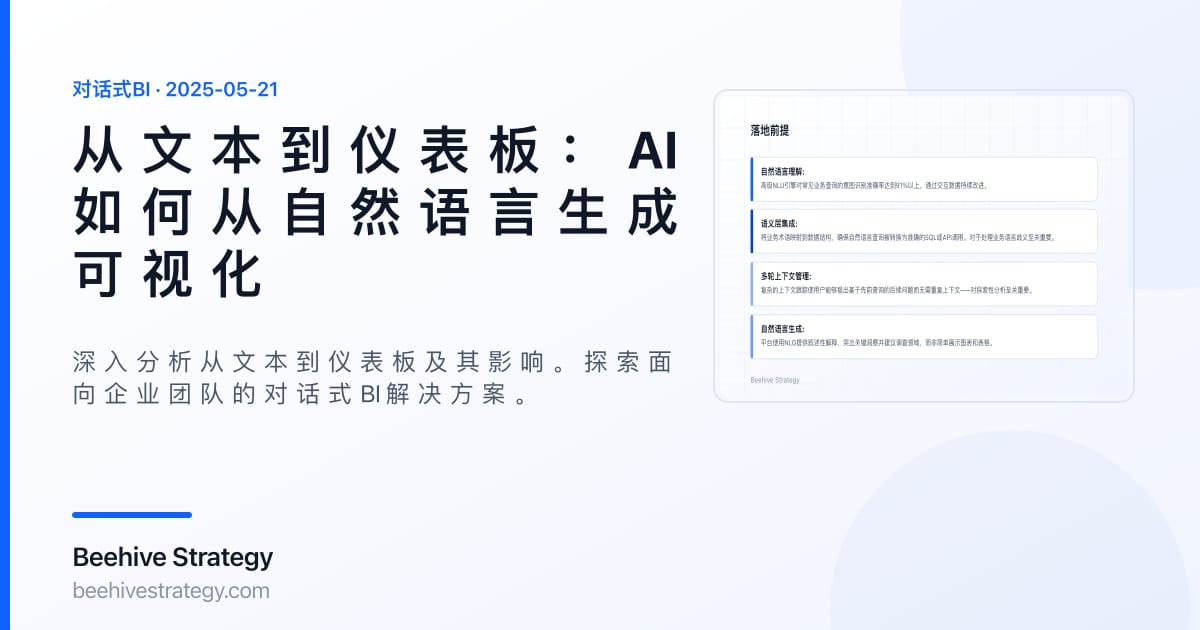 对话式BI · 2025-05-21
从文本到仪表板：AI
如何从自然语言生成
可视化
深入分析从文本到仪表板及其影响。探索面
向企业团队的对话式BI解决方案。
Beehive Strategy
beehivestrategy.com
落地前提
自然语言理解:
高级NLU引擎对常见业务查询的意图识别准确率达到91%以上，通过交互数据持续改进。
语义层集成:
将业务术语映射到数据结构，确保自然语言查询被转换为准确的SQL或API调用。对于处理业务语言歧义至关重要。
多轮上下文管理:
复杂的上下文跟踪使用户能够提出基于先前查询的后续问题而无需重复上下文——对探索性分析至关重要。
自然语言生成:
平台使用NLG提供叙述性解释，突出关键洞察并建议调查领域，而非简单展示图表和表格。
Beehive Strategy